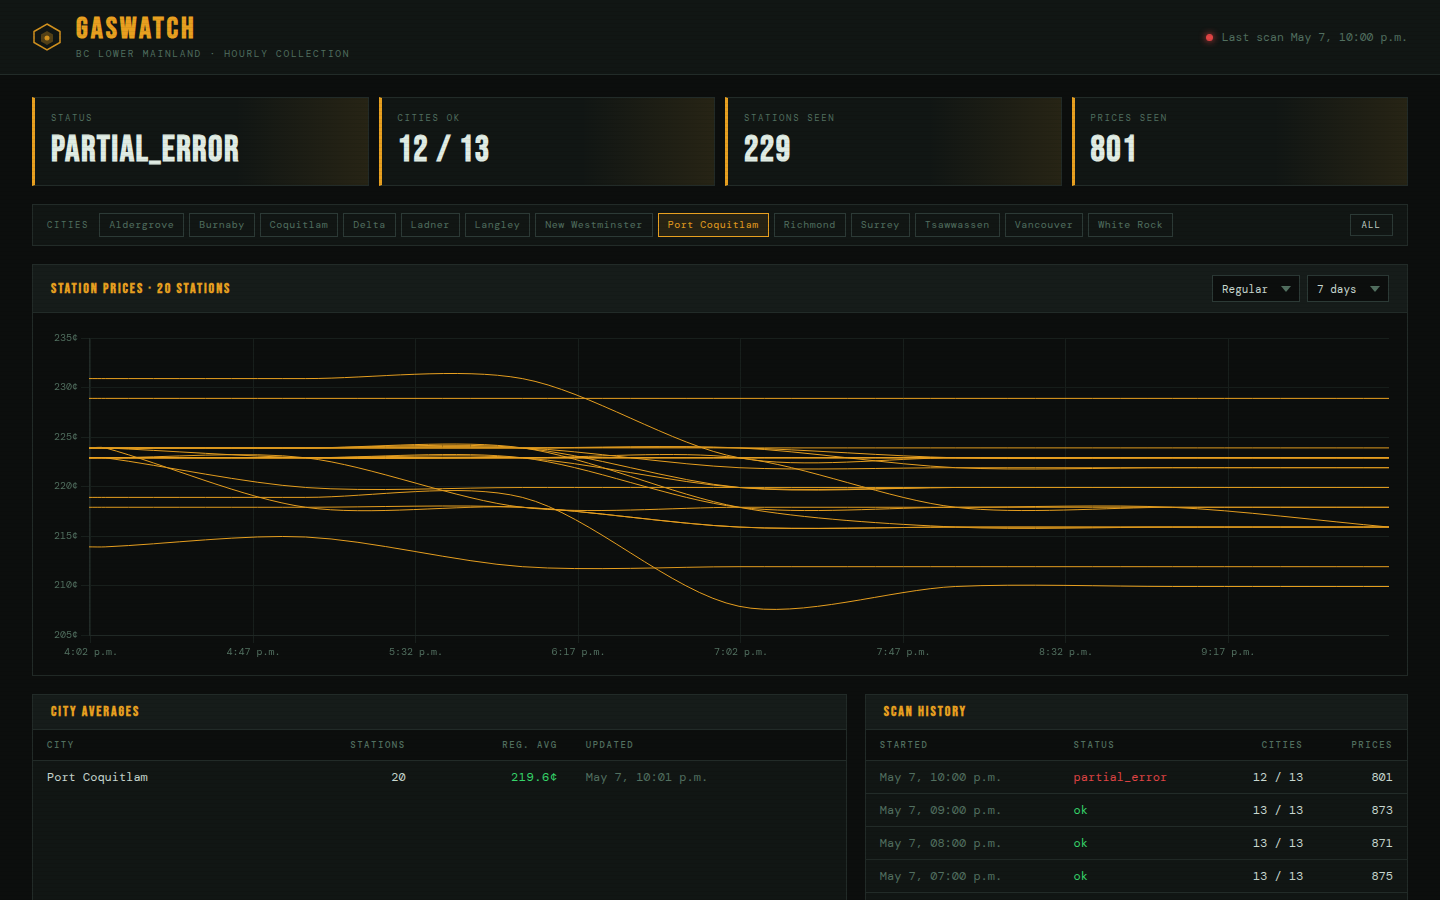 GASWATCH
BC LOWER MAINLAND · HOURLY COLLECTION
Last scan May 7, 10:00 p.m.
STATUS
PARTIAL_ERROR
CITIES OK
12 / 13
STATIONS SEEN
229
PRICES SEEN
801
CITIES Aldergrove Burnaby Coquitlam Delta Ladner Langley New Westminster Port Coquitlam Richmond Surrey Tsawwassen Vancouver White Rock ALL
STATION PRICES · 20 STATIONS
Regular 7 days
235¢
230¢
225¢
220¢
215¢
210¢
205¢
4:02 p.m. 4:47 p.m. 5:32 p.m. 6:17 p.m. 7:02 p.m. 7:47 p.m. 8:32 p.m. 9:17 p.m.
CITY AVERAGES
CITY STATIONS REG. AVG UPDATED
Port Coquitlam 20 219.6¢ May 7, 10:01 p.m.
SCAN HISTORY
STARTED STATUS CITIES PRICES
May 7, 10:00 p.m. partial_error 12 / 13 801
May 7, 09:00 p.m. ok 13 / 13 873
May 7, 08:00 p.m. ok 13 / 13 871
May 7, 07:00 p.m. ok 13 / 13 875